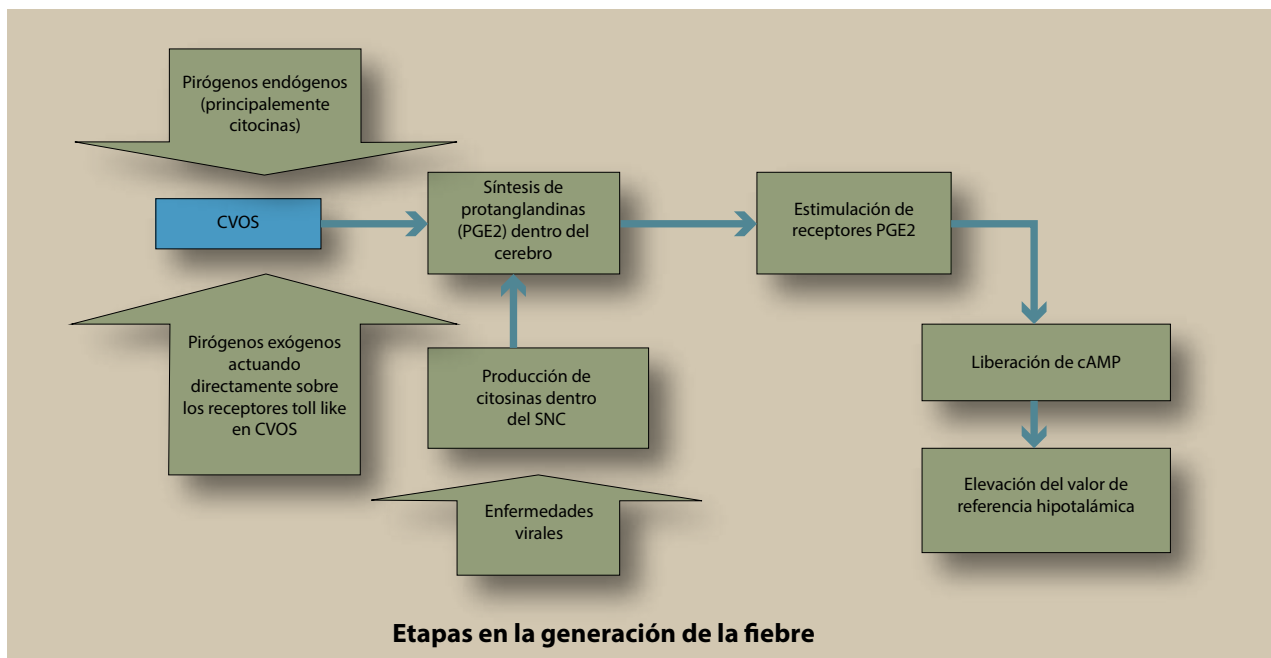 Pirógenos endógenos
(principalemente
citocinas)
CVOS
Pirógenos exógenos
actuando
directamente sobre
los receptores toll like
en CVOS
Síntesis de
protanglandinas
(PGE2) dentro del
cerebro
Producción de
citosinas dentro
del SNC
Enfermedades
virales
Estimulación de
receptores PGE2
Liberación de cAMP
Elevación del valor de
referencia hipotalámica
Etapas en la generación de la fiebre